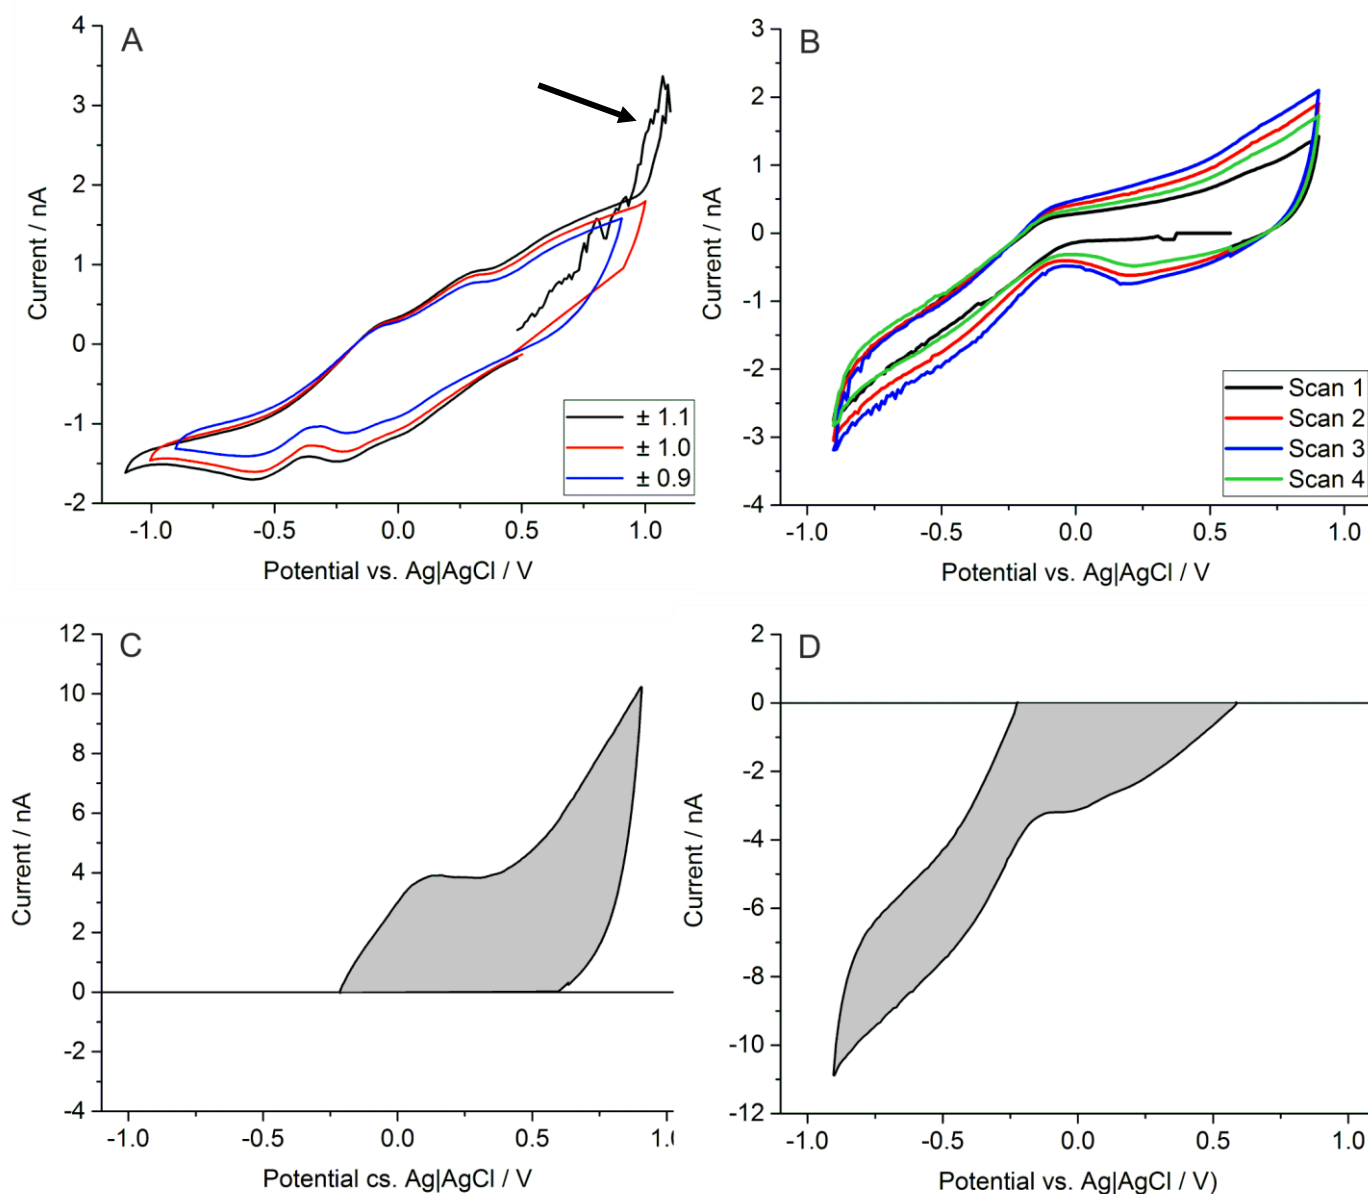 A
4
3
2
1
0
-1
-2
Current / nA
± 1.1
± 1.0
± 0.9
-1.0 -0.5 0.0 0.5 1.0
Potential vs. Ag|AgCl / V
B
3
2
1
0
-1
-2
-3
-4
Current / nA
Scan 1
Scan 2
Scan 3
Scan 4
-1.0 -0.5 0.0 0.5 1.0
Potential vs. Ag|AgCl / V
C
12
10
8
6
4
2
0
-2
-4
Current / nA
-1.0 -0.5 0.0 0.5 1.0
Potential cs. Ag|AgCl / V
D
2
0
-2
-4
-6
-8
-10
-12
Current / nA
-1.0 -0.5 0.0 0.5 1.0
Potential vs. Ag|AgCl / V)